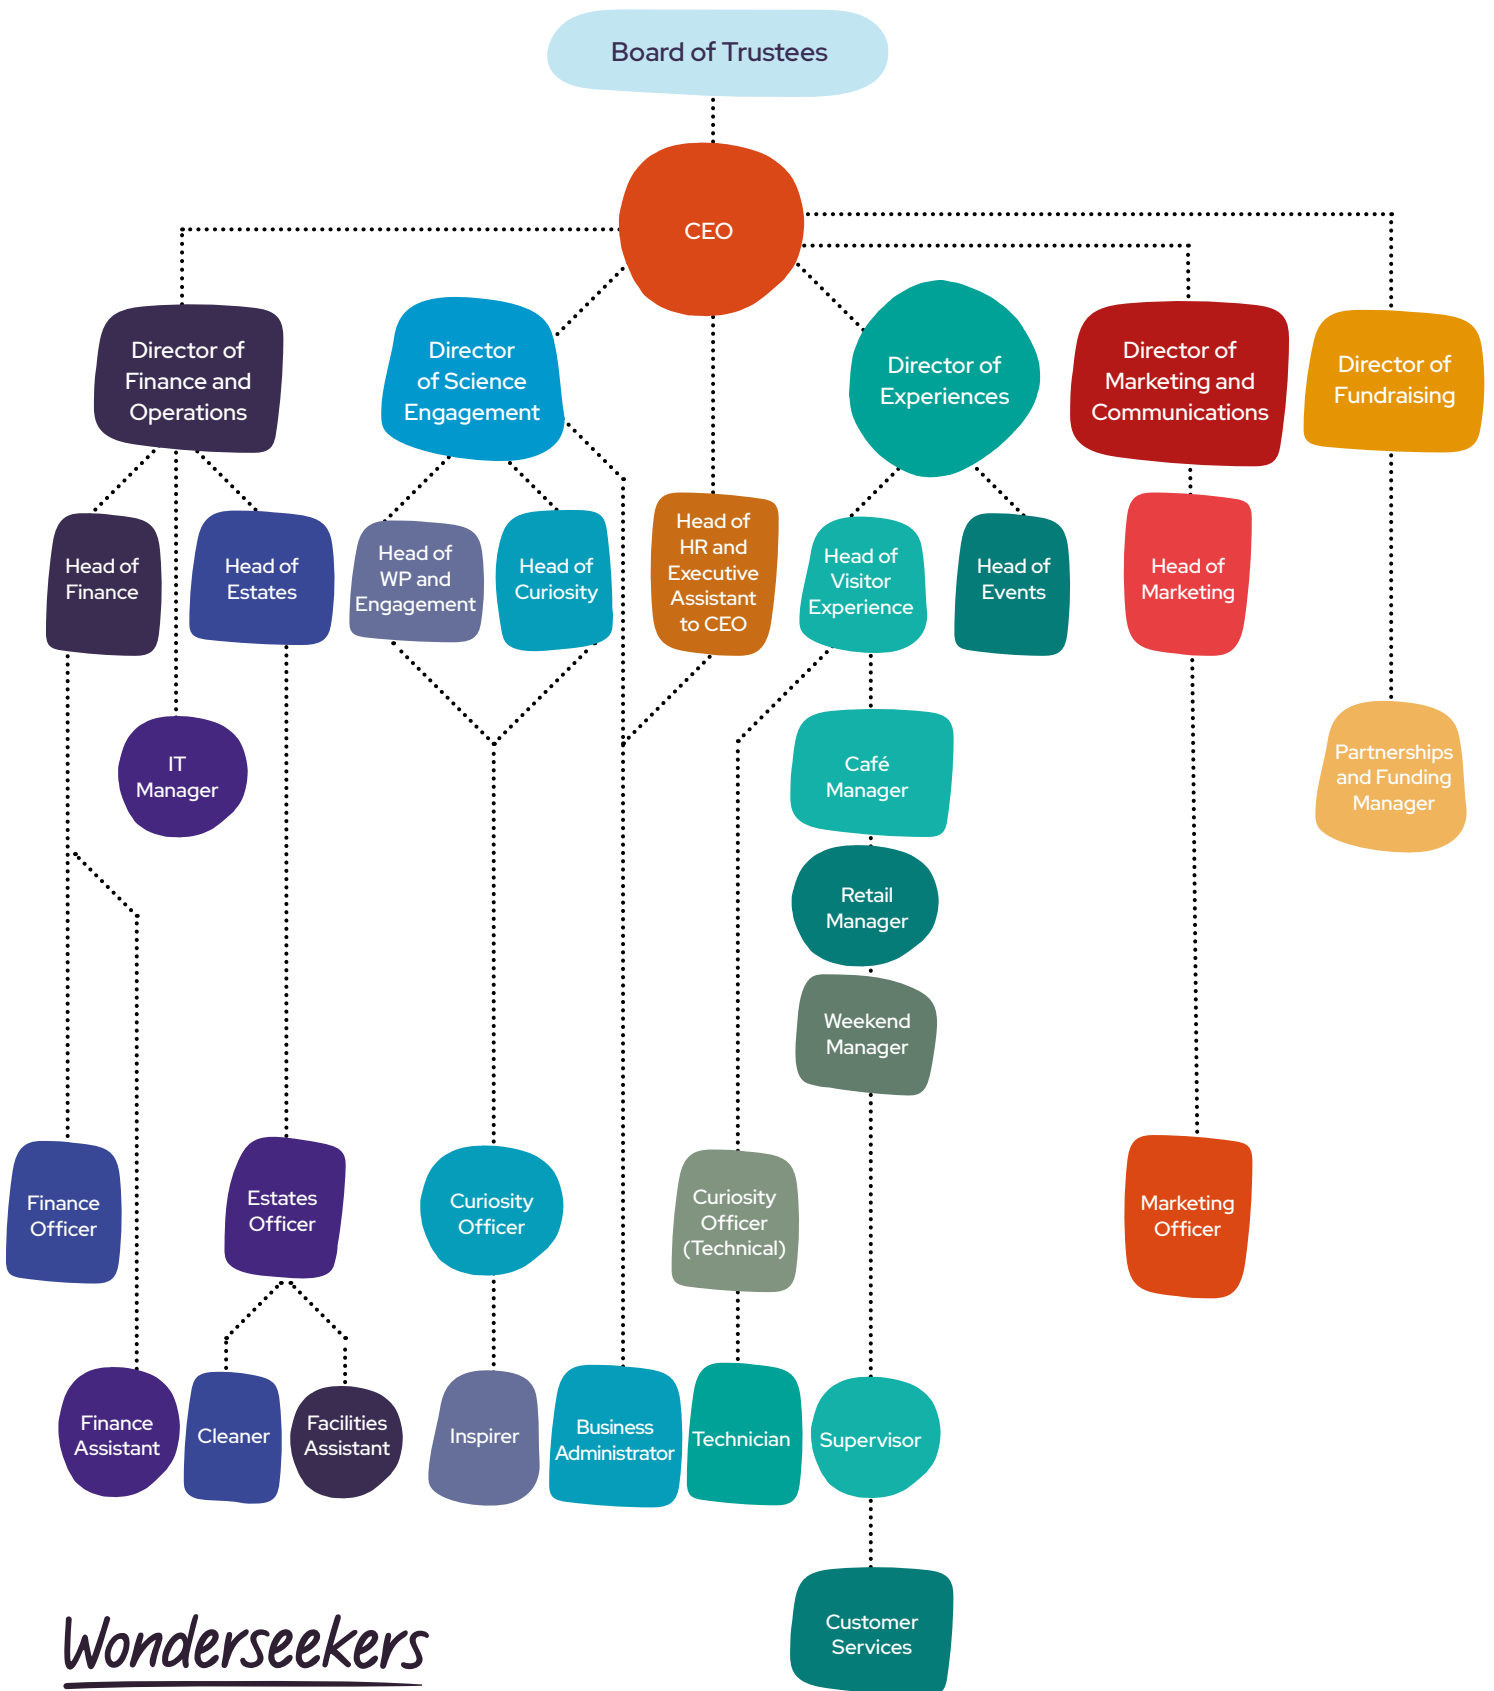 Board of Trustees
CEO
Director of
Finance and
Operations
Director
of Science
Engagement
Director of
Experiences
Director of
Marketing and
Communications
Director of
Fundraising
Head of
Finance
Head of
Estates
Head of
WP and
Engagement
Head of
Curiosity
Head of
HR and
Executive
Assistant
to CEO
Head of
Visitor
Experience
Head of
Events
Head of
Marketing
IT
Manager
Café
Manager
Partnerships
and Funding
Manager
Retail
Manager
Weekend
Manager
Finance
Officer
Estates
Officer
Curiosity
Officer
Curiosity
Officer
(Technical)
Marketing
Officer
Finance
Assistant
Cleaner
Facilities
Assistant
Inspirer
Business
Administrator
Technician
Supervisor
Customer
Services
Wonderseekers